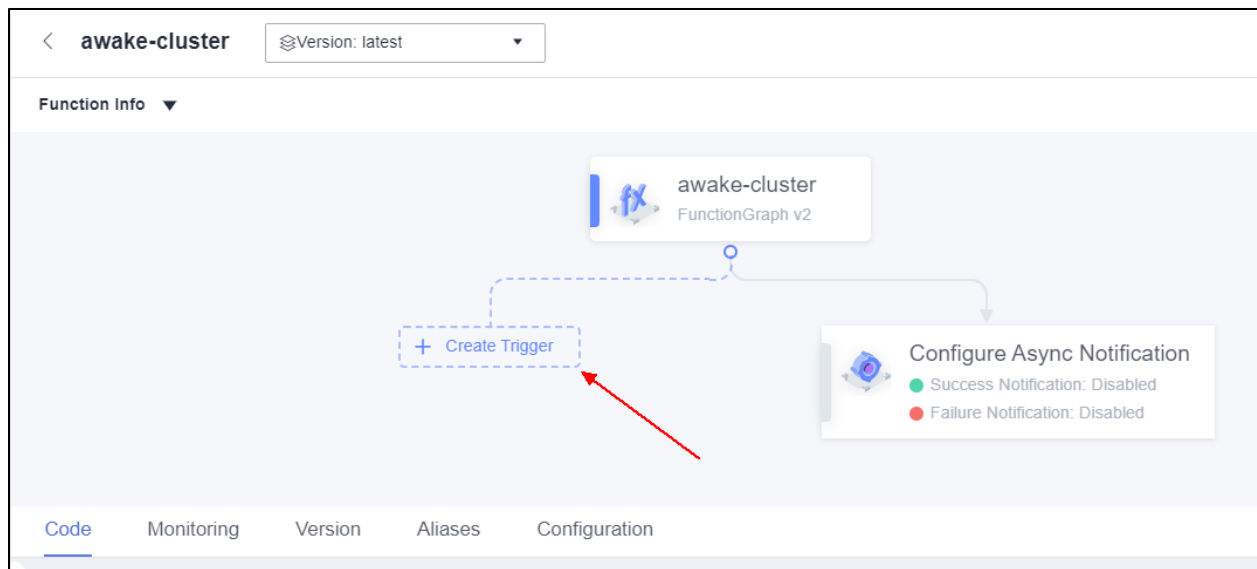 awake-cluster
Version: latest
Function Info
awake-cluster
FunctionGraph v2
+ Create Trigger
Configure Async Notification
Success Notification: Disabled
Failure Notification: Disabled
Code Monitoring Version Aliases Configuration